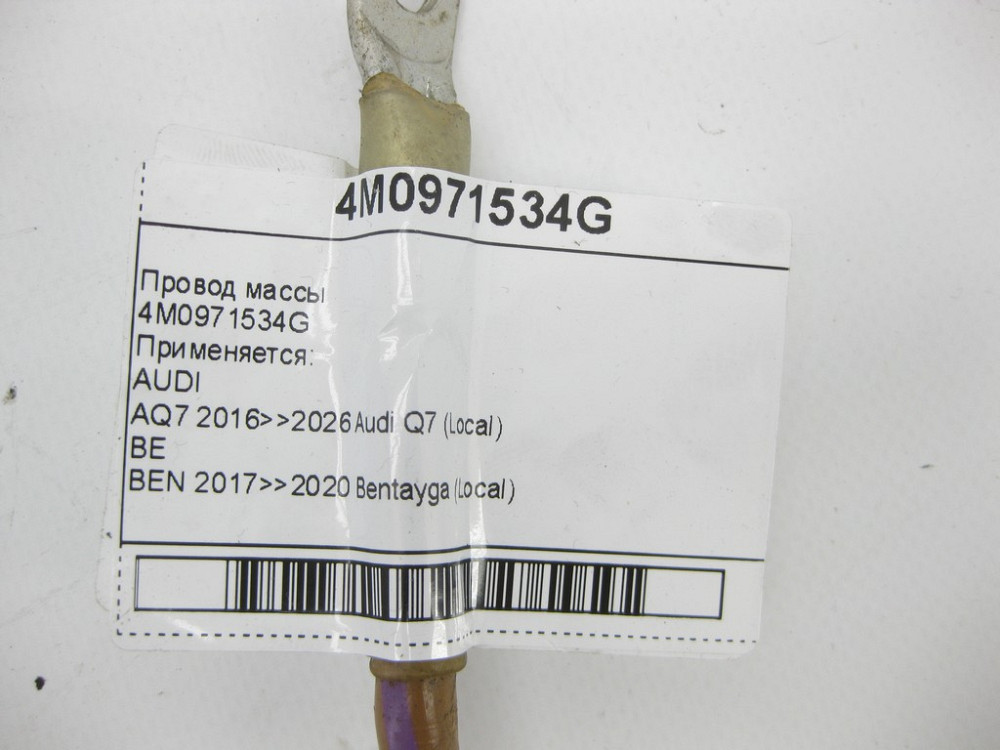 4M0971534G
Провод массы
4M0971534G
Применяется:
AUDI
AQ7 2016>>2026 Audi Q7 (Local)
BE
BEN 2017>>2020 Bentayga (Local)